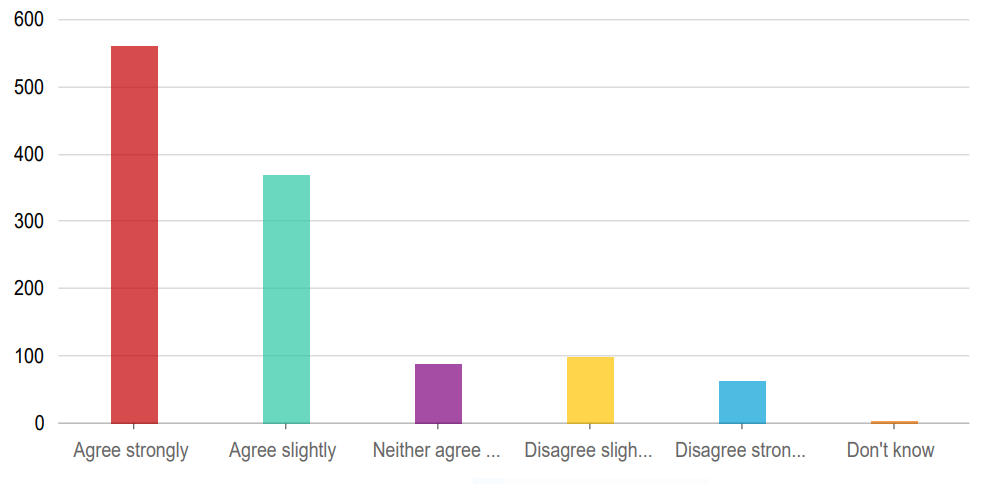 600
500
400
300
200
100
0
Agree strongly
Agree slightly
Neither agree ...
Disagree sligh...
Disagree stron...
Don't know